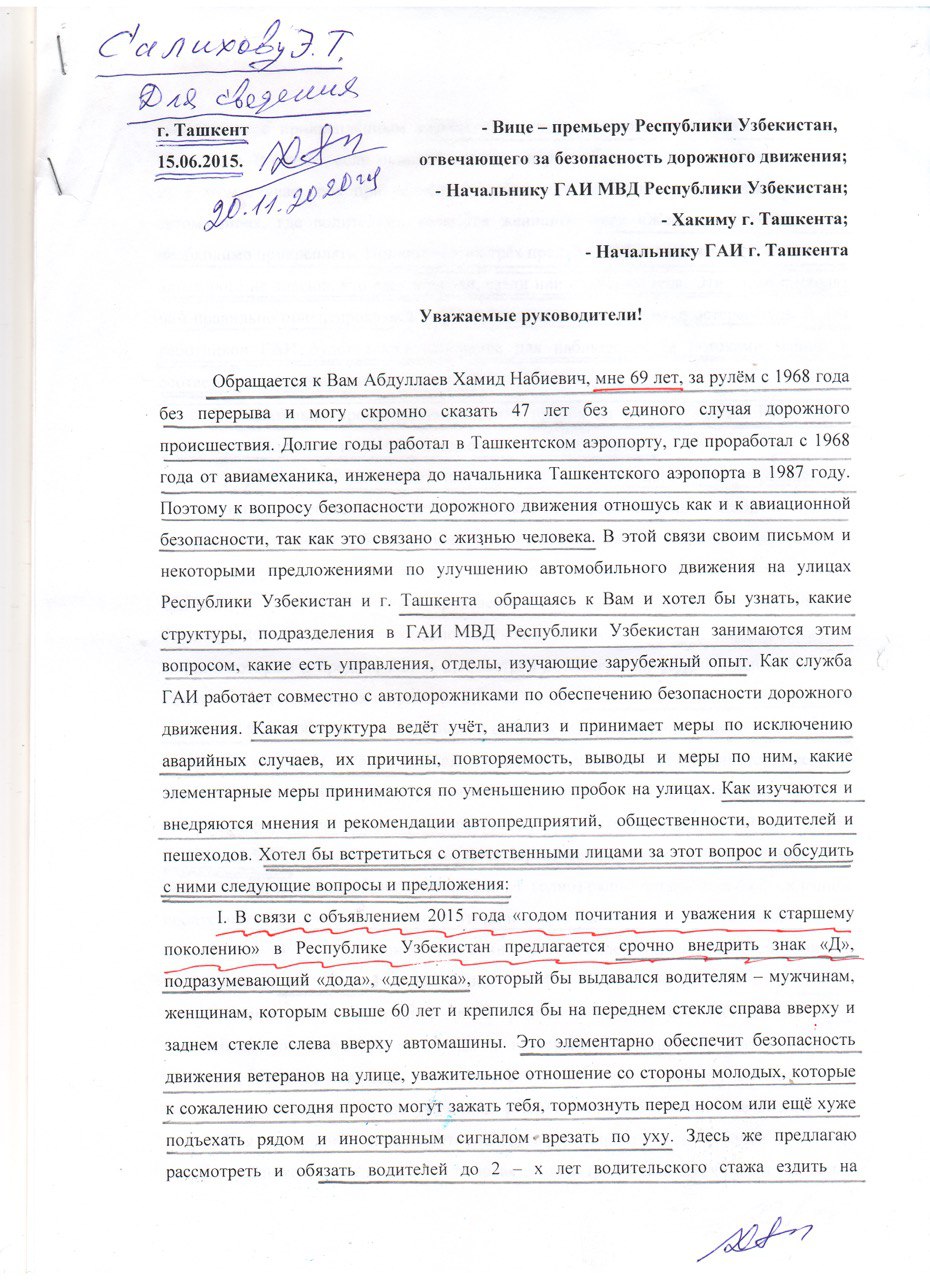 Салихову Э.Т.
Для сведения
г. Ташкент
15.06.2015.
20.11.2020г
- Вице – премьеру Республики Узбекистан,
отвечающего за безопасность дорожного движения;
- Начальнику ГАИ МВД Республики Узбекистан;
- Хакиму г. Ташкента;
- Начальнику ГАИ г. Ташкента
Уважаемые руководители!
Обращается к Вам Абдуллаев Хамид Набиевич, мне 69 лет, за рулём с 1968 года
без перерыва и могу скромно сказать 47 лет без единого случая дорожного
происшествия. Долгие годы работал в Ташкентском аэропорту, где проработал с 1968
года от авиамеханика, инженера до начальника Ташкентского аэропорта в 1987 году.
Поэтому к вопросу безопасности дорожного движения отношусь как и к авиационной
безопасности, так как это связано с жизнью человека. В этой связи своим письмом и
некоторыми предложениями по улучшению автомобильного движения на улицах
Республики Узбекистан и г. Ташкента обращаясь к Вам и хотел бы узнать, какие
структуры, подразделения в ГАИ МВД Республики Узбекистан занимаются этим
вопросом, какие есть управления, отделы, изучающие зарубежный опыт. Как служба
ГАИ работает совместно с автодорожниками по обеспечению безопасности дорожного
движения. Какая структура ведёт учёт, анализ и принимает меры по исключению
аварийных случаев, их причины, повторяемость, выводы и меры по ним, какие
элементарные меры принимаются по уменьшению пробок на улицах. Как изучаются и
внедряются мнения и рекомендации автопредприятий, общественности, водителей и
пешеходов. Хотел бы встретиться с ответственными лицами за этот вопрос и обсудить
с ними следующие вопросы и предложения:
I. В связи с объявлением 2015 года «годом почитания и уважения к старшему
поколению» в Республике Узбекистан предлагается срочно внедрить знак «Д»,
подразумевающий «дода», «дедушка», который бы выдавался водителям – мужчинам,
женщинам, которым свыше 60 лет и крепился бы на переднем стекле справа вверху и
заднем стекле слева вверху автомашины. Это элементарно обеспечит безопасность
движения ветеранов на улице, уважительное отношение со стороны молодых, которые
к сожалению сегодня просто могут зажать тебя, тормознуть перед носом или ещё хуже
подъехать рядом и иностранным сигналом врезать по уху. Здесь же предлагаю
рассмотреть и обязать водителей до 2 – х лет водительского стажа ездить на